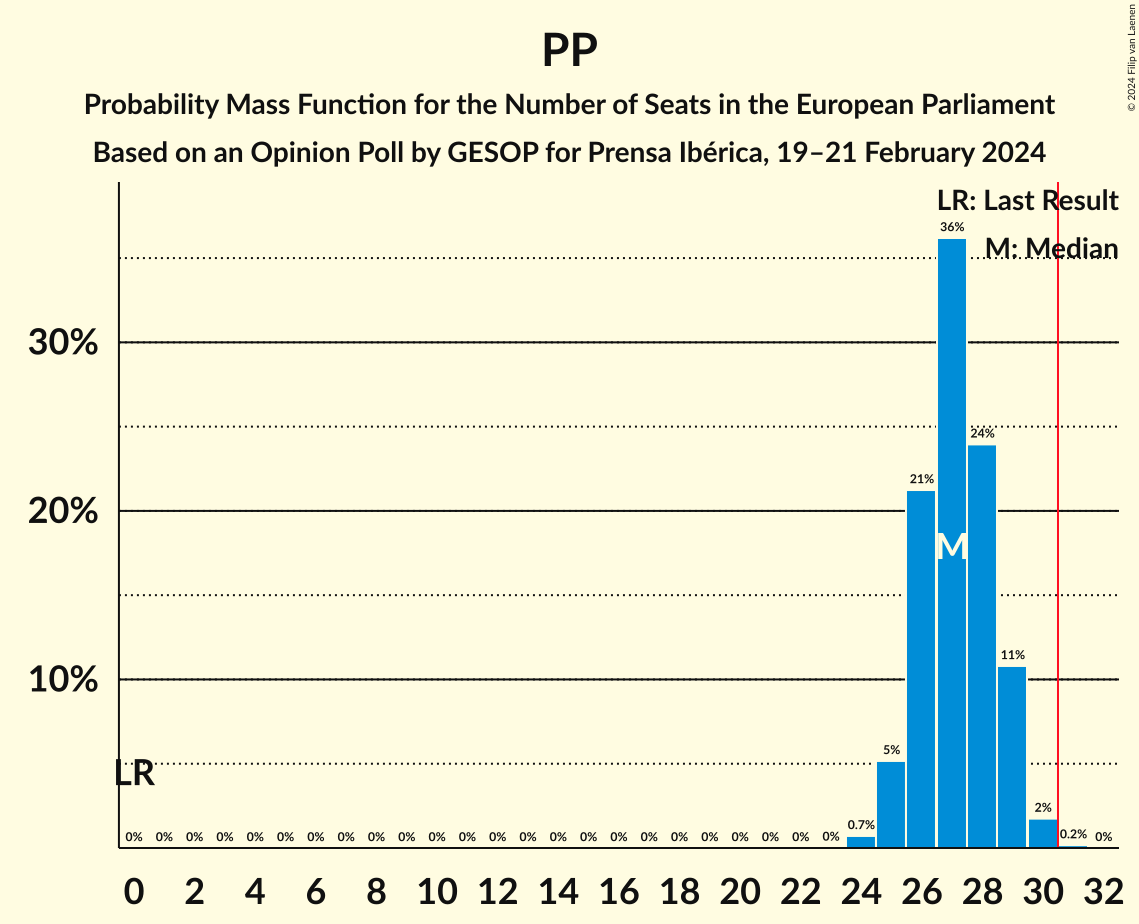 PP
Probability Mass Function for the Number of Seats in the European Parliament
Based on an Opinion Poll by GESOP for Prensa Ibérica, 19–21 February 2024
© 2024 Filip van Laenen
LR: Last Result
M: Median
30%
20%
10%
LR
M
0% 0% 0% 0% 0% 0% 0% 0% 0% 0% 0% 0% 0% 0% 0% 0% 0% 0% 0% 0% 0% 0% 0% 0% 0.7% 5% 21% 36% 24% 11% 2% 0.2% 0%
0 2 4 6 8 10 12 14 16 18 20 22 24 26 28 30 32